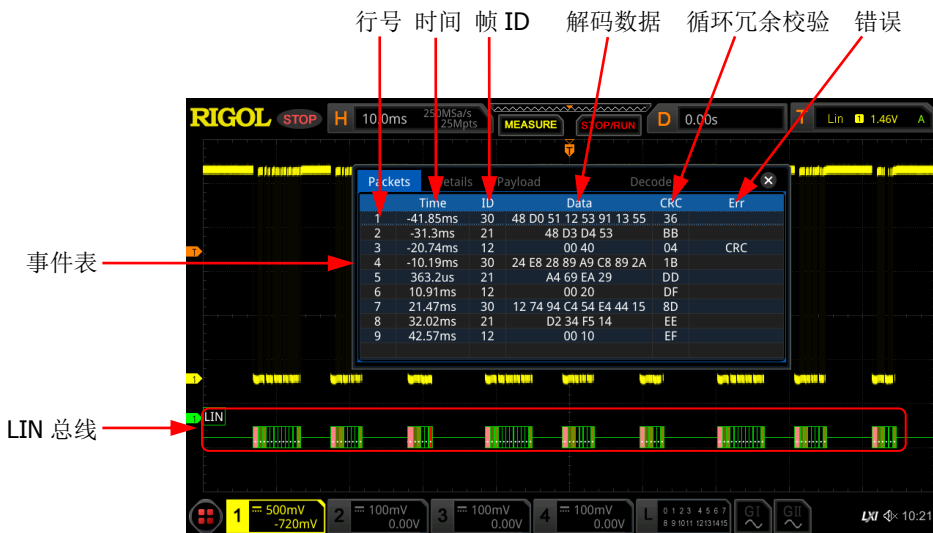 行号 时间 帧 ID 解码数据 循环冗余校验 错误
RIGOL STOP H 10.0ms 250MSa/s 25Mpts MEASURE STOP/RUN D 0.00s T Lin 1 1.46V A
T
Packets Details Payload Decode
Time ID Data CRC Err
1 -41.85ms 30 48 D0 51 12 53 91 13 55 36
2 -31.3ms 21 48 D3 D4 53 BB
3 -20.74ms 12 00 40 04 CRC
4 -10.19ms 30 24 E8 28 89 A9 C8 89 2A 1B
5 363.2us 21 A4 69 EA 29 DD
6 10.91ms 12 00 20 DF
7 21.47ms 30 12 74 94 C4 54 E4 44 15 8D
8 32.02ms 21 D2 34 F5 14 EE
9 42.57ms 12 00 10 EF
T
事件表
1
1 LIN
LIN 总线
1 500mV -720mV 2 100mV 0.00V 3 100mV 0.00V 4 100mV 0.00V L 0 1 2 3 4 5 6 7 8 9 10 11 12 13 14 15 GI GII LXI 10:21